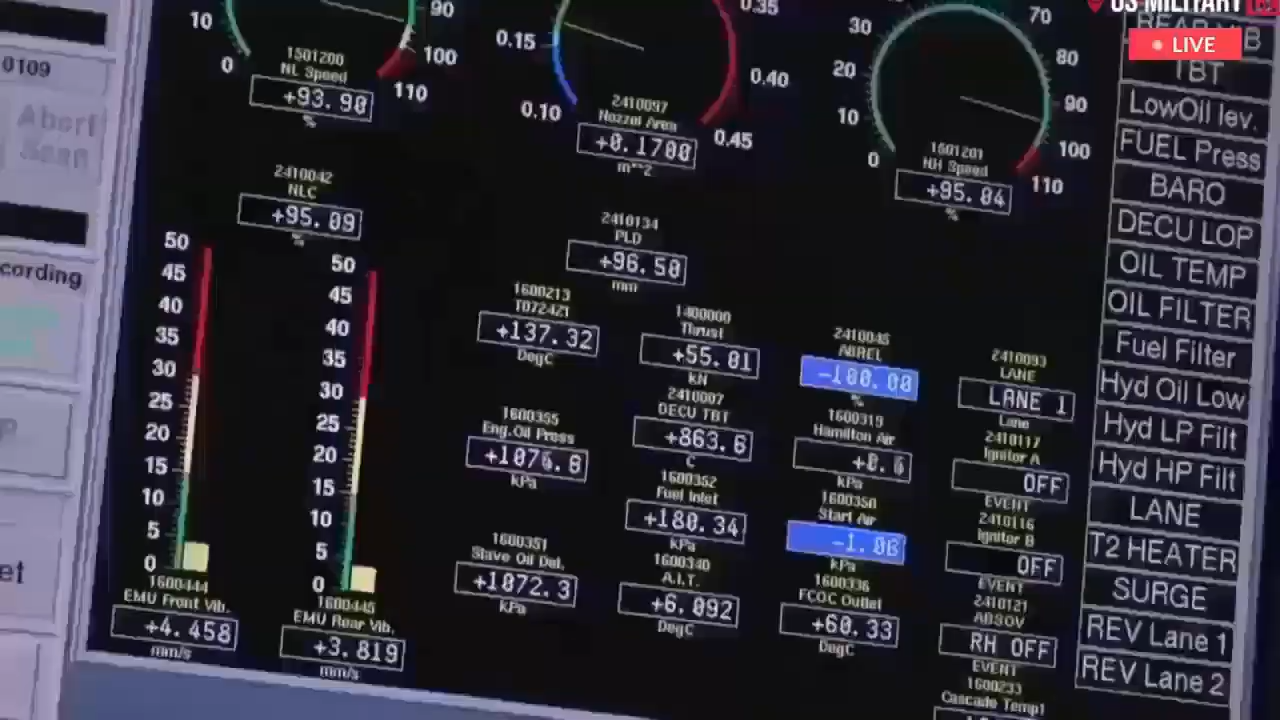 US MILITARY
LIVE
0109
Abort
cording
et
10
0
90
100
110
1501200
NL Speed
+93.90
%
0.15
0.10
0.35
0.40
0.45
2410097
Nozzel Area
+0.1700
m**2
30
20
10
0
70
80
90
100
110
1501201
NH Speed
+95.04
%
2410042
NLC
+95.09
%
2410134
PLD
+96.50
mm
50
45
40
35
30
25
20
15
10
5
0
1600444
EMU Front Vib.
+4.458
mm/s
50
45
40
35
30
25
20
15
10
5
0
1600445
EMU Rear Vib.
+3.819
mm/s
1600213
T0724Z1
+137.32
DegC
1600355
Eng.Oil Press
+1076.8
kPa
1600351
Slave Oil Del.
+1072.3
kPa
1400000
Thrust
+55.01
kN
2410007
DECU TBT
+863.6
C
1600352
Fuel Inlet
+180.34
kPa
1600340
A.I.T.
+6.092
DegC
ABREL
-100.00
%
1600319
Hamilton Air
kPa
1600350
Start Air
kPa
1600336
FCOC Outlet
+60.33
DegC
2410093
LANE
LANE 1
Lane
2410117
Ignitor A
OFF
EVENT
2410116
Ignitor B
OFF
EVENT
2410121
ABSOV
RH OFF
EVENT
1600233
Cascade Temp1
TBT
LowOil lev.
FUEL Press
BARO
DECU LOP
OIL TEMP
OIL FILTER
Fuel Filter
Hyd Oil Low
Hyd LP Filt
Hyd HP Filt
LANE
T2 HEATER
SURGE
REV Lane 1
REV Lane 2